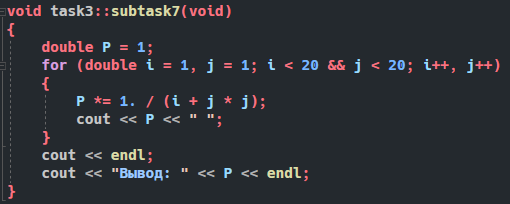 void task3::subtask7(void)
{
    double P = 1;
    for (double i = 1, j = 1; i < 20 && j < 20; i++, j++)
    {
        P *= 1. / (i + j * j);
        cout << P << " ";
    }
    cout << endl;
    cout << "Вывод: " << P << endl;
}